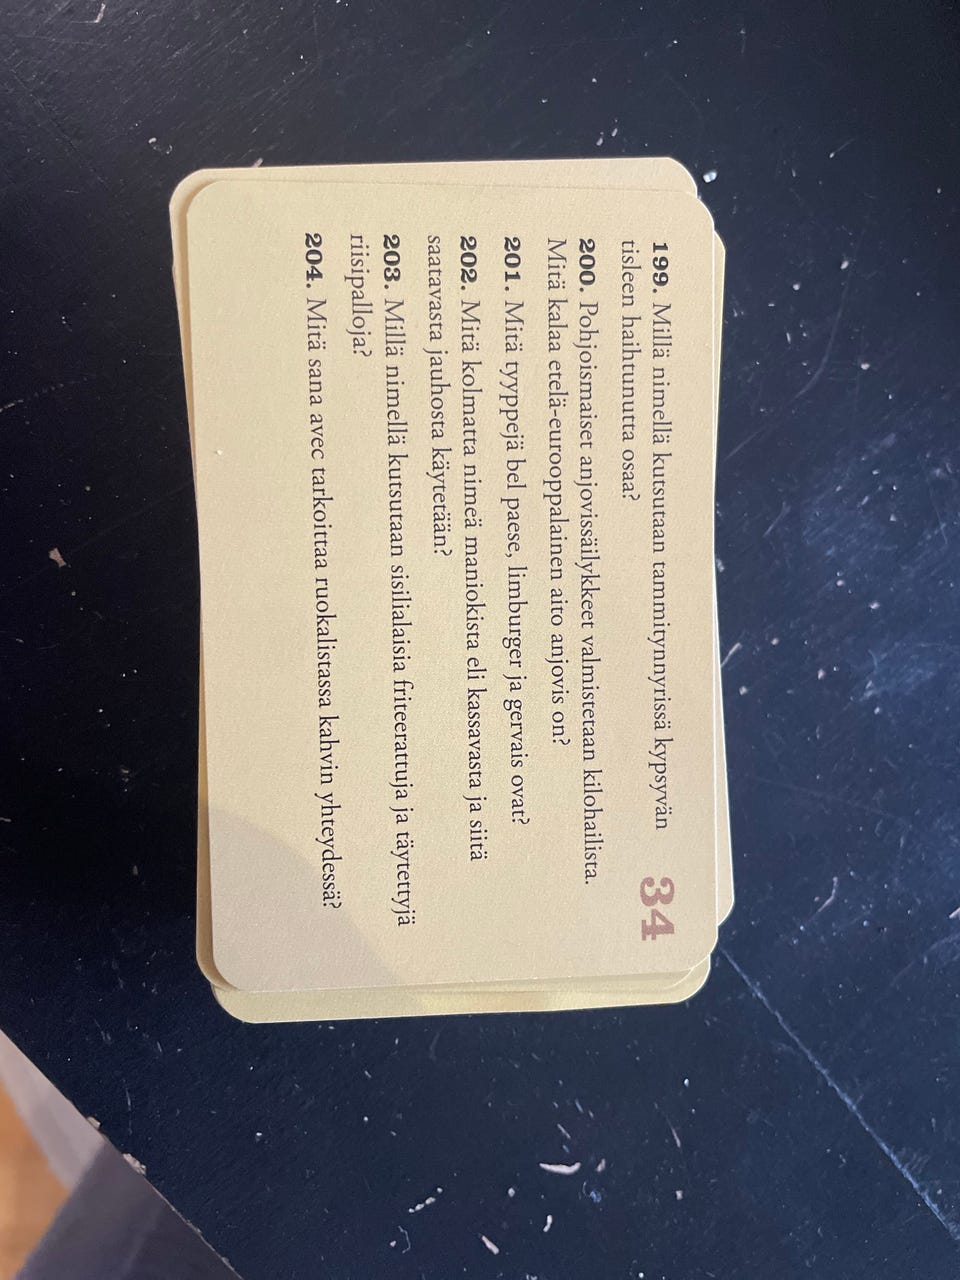 34
199. Millä nimellä kutsutaan tammitynnyrissä kypsyvän
tisleen haihtunutta osaa?
200. Pohjoismaiset anjovissäilykkeet valmistetaan kilohailista.
Mitä kalaa etelä-eurooppalainen aito anjovis on?
201. Mitä tyyppejä bel paese, limburger ja gervais ovat?
202. Mitä kolmatta nimeä maniokista eli kassavasta ja siitä
saatavasta jauhosta käytetään?
203. Millä nimellä kutsutaan sisilialaisia friteerattuja ja täytettyjä
riisipalloja?
204. Mitä sana avec tarkoittaa ruokalistassa kahvin yhteydessä?